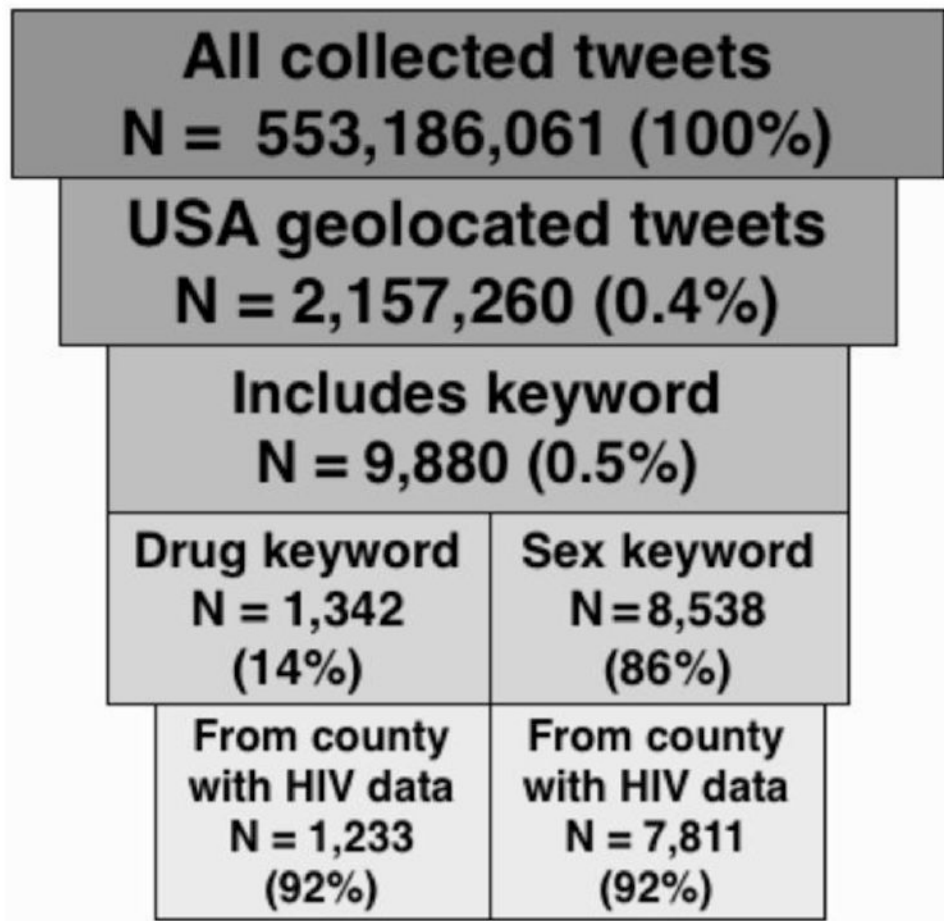 All collected tweets
N = 553,186,061 (100%)
USA geolocated tweets
N = 2,157,260 (0.4%)
Includes keyword
N = 9,880 (0.5%)
Drug keyword
N = 1,342
(14%)
Sex keyword
N = 8,538
(86%)
From county
with HIV data
N = 1,233
(92%)
From county
with HIV data
N = 7,811
(92%)